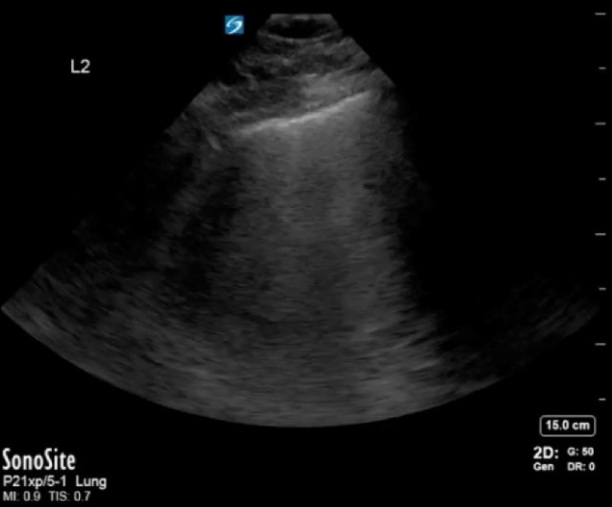 L2
15.0 cm
2D: G: 50
Gen DR: 0
SonoSite
P21xp/5-1 Lung
MI: 0.9 TIS: 0.7